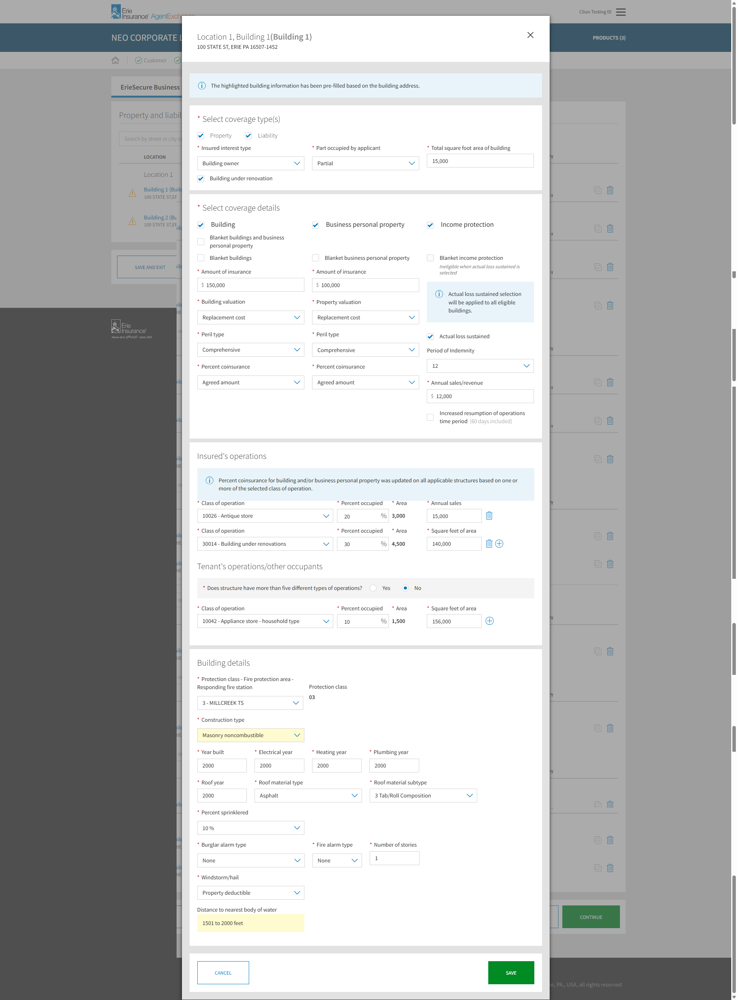 Erie
Insurance® AgentExch
Clion Testing ID
NEO CORPORATE L
PRODUCTS (3)
Customer
ErieSecure Business
Property and liabil
Search by street or city o
LOCATION
Location 1
Building 1 (Buil
100 STATE ST,ER
Building 2 (Bu
100 STATE ST,ER
SAVE AND EXIT
Erie
Insurance®
Above all in SERVICE® - since 1925
Location 1, Building 1(Building 1)
100 STATE ST, ERIE PA 16507-1452
The highlighted building information has been pre-filled based on the building address.
* Select coverage type(s)
Property Liability
* Insured interest type * Part occupied by applicant * Total square foot area of building
Building owner Partial 15,000
Building under renovation
* Select coverage details
Building Business personal property Income protection
Blanket buildings and business
personal property
Blanket buildings Blanket business personal property Blanket income protection
Ineligible when actual loss sustained is
selected
* Amount of insurance * Amount of insurance
$ 150,000 $ 100,000
Actual loss sustained selection
will be applied to all eligible
buildings.
* Building valuation * Property valuation
Replacement cost Replacement cost
* Peril type * Peril type Actual loss sustained
Comprehensive Comprehensive Period of Indemnity
12
* Percent coinsurance * Percent coinsurance
Agreed amount Agreed amount * Annual sales/revenue
$ 12,000
Increased resumption of operations
time period (60 days included)
Insured's operations
Percent coinsurance for building and/or business personal property was updated on all applicable structures based on one or
more of the selected class of operation.
* Class of operation * Percent occupied * Area * Annual sales
10026 - Antique store 20 % 3,000 15,000
* Class of operation * Percent occupied * Area * Square feet of area
30014 - Building under renovations 30 % 4,500 140,000
Tenant's operations/other occupants
* Does structure have more than five different types of operations? Yes No
* Class of operation * Percent occupied * Area * Square feet of area
10042 - Appliance store - household type 10 % 1,500 156,000
Building details
* Protection class - Fire protection area -
Responding fire station
Protection class
03
3 - MILLCREEK TS
* Construction type
Masonry noncombustible
* Year built * Electrical year * Heating year * Plumbing year
2000 2000 2000 2000
* Roof year * Roof material type * Roof material subtype
2000 Asphalt 3 Tab/Roll Composition
* Percent sprinklered
10 %
* Burglar alarm type * Fire alarm type * Number of stories
None None 1
* Windstorm/hail
Property deductible
Distance to nearest body of water
1501 to 2000 feet
CANCEL SAVE
CONTINUE
ie, PA., USA, all rights reserved